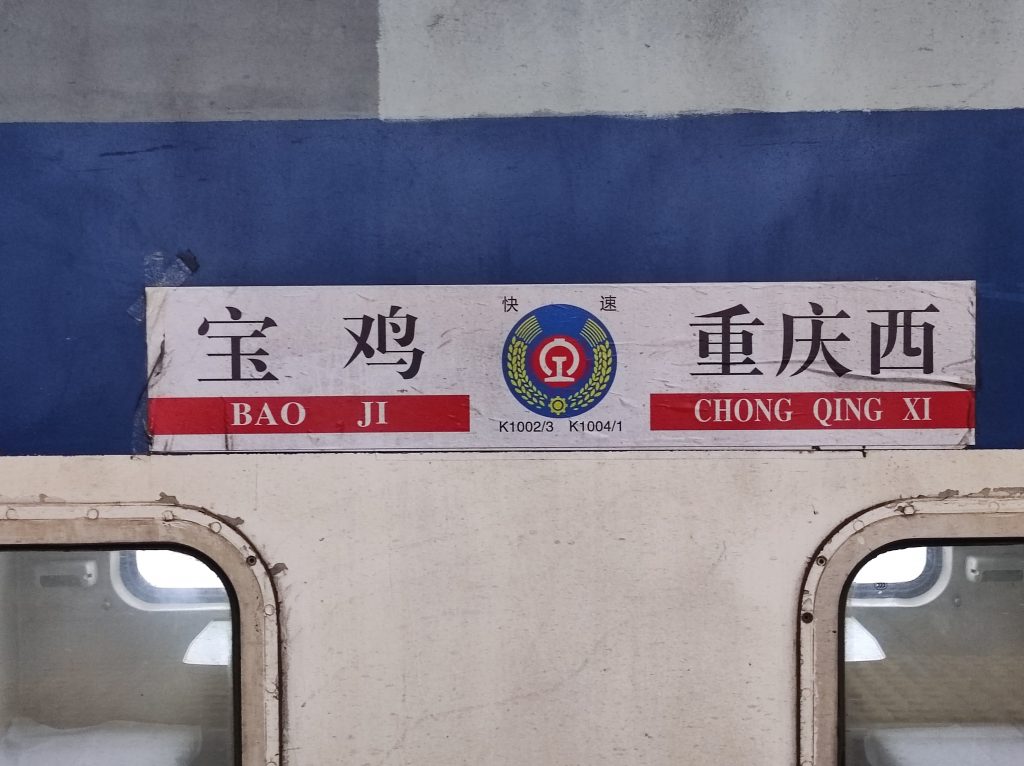 快 速
宝 鸡
重庆西
BAO JI
CHONG QING XI
K1002/3 K1004/1